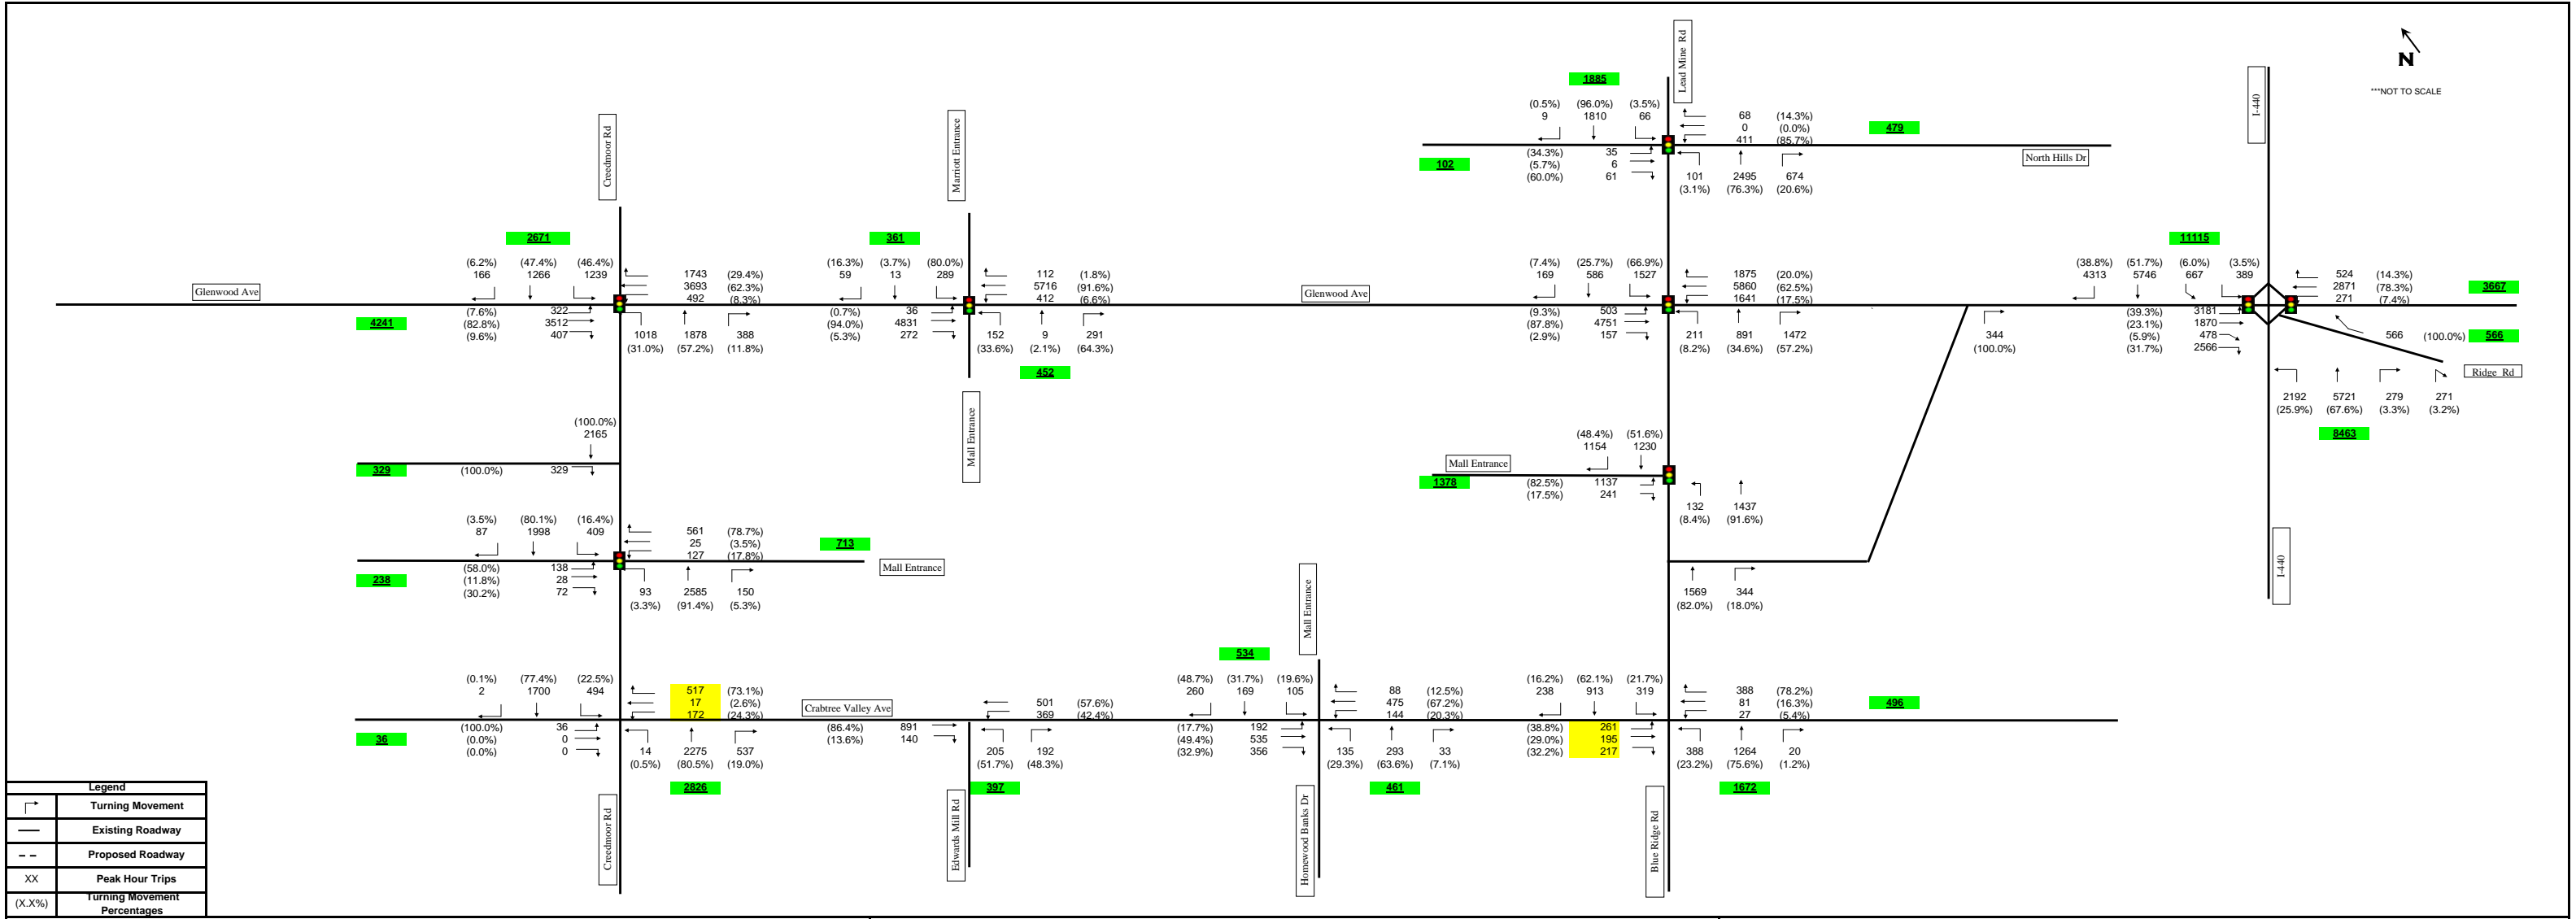 Lead Mine Rd
N
***NOT TO SCALE
I-440
1885
(0.5%) (96.0%) (3.5%)
9 1810 66
68 (14.3%)
0 (0.0%)
411 (85.7%)
479
102
(34.3%) 35
(5.7%) 6
(60.0%) 61
North Hills Dr
101 2495 674
(3.1%) (76.3%) (20.6%)
Creedmoor Rd
Marriott Entrance
2671
(6.2%) (47.4%) (46.4%)
166 1266 1239
1743 (29.4%)
3693 (62.3%)
492 (8.3%)
361
(16.3%) (3.7%) (80.0%)
59 13 289
112 (1.8%)
5716 (91.6%)
412 (6.6%)
(7.4%) (25.7%) (66.9%)
169 586 1527
1875 (20.0%)
5860 (62.5%)
1641 (17.5%)
11115
(38.8%) (51.7%) (6.0%) (3.5%)
4313 5746 667 389
524 (14.3%)
2871 (78.3%)
271 (7.4%)
3667
Glenwood Ave
Glenwood Ave
4241
(7.6%) 322
(82.8%) 3512
(9.6%) 407
1018 1878 388
(31.0%) (57.2%) (11.8%)
(0.7%) 36
(94.0%) 4831
(5.3%) 272
152 9 291
(33.6%) (2.1%) (64.3%)
452
(9.3%) 503
(87.8%) 4751
(2.9%) 157
211 891 1472
(8.2%) (34.6%) (57.2%)
344
(100.0%)
(39.3%) 3181
(23.1%) 1870
(5.9%) 478
(31.7%) 2566
566 (100.0%) 566
Ridge Rd
2192 5721 279 271
(25.9%) (67.6%) (3.3%) (3.2%)
8463
Mall Entrance
(100.0%)
2165
329 (100.0%) 329
(48.4%) (51.6%)
1154 1230
Mall Entrance
1378
(82.5%) 1137
(17.5%) 241
132 1437
(8.4%) (91.6%)
(3.5%) (80.1%) (16.4%)
87 1998 409
561 (78.7%)
25 (3.5%)
127 (17.8%)
713
Mall Entrance
238
(58.0%) 138
(11.8%) 28
(30.2%) 72
93 2585 150
(3.3%) (91.4%) (5.3%)
1569 344
(82.0%) (18.0%)
I-440
Mall Entrance
(0.1%) (77.4%) (22.5%)
2 1700 494
517 (73.1%)
17 (2.6%)
172 (24.3%)
Crabtree Valley Ave
501 (57.6%)
369 (42.4%)
534
(48.7%) (31.7%) (19.6%)
260 169 105
88 (12.5%)
475 (67.2%)
144 (20.3%)
(16.2%) (62.1%) (21.7%)
238 913 319
388 (78.2%)
81 (16.3%)
27 (5.4%)
496
36
(100.0%) 36
(0.0%) 0
(0.0%) 0
14 2275 537
(0.5%) (80.5%) (19.0%)
2826
(86.4%) 891
(13.6%) 140
205 192
(51.7%) (48.3%)
397
(17.7%) 192
(49.4%) 535
(32.9%) 356
135 293 33
(29.3%) (63.6%) (7.1%)
461
(38.8%) 261
(29.0%) 195
(32.2%) 217
388 1264 20
(23.2%) (75.6%) (1.2%)
1672
Creedmoor Rd
Edwards Mill Rd
Homewood Banks Dr
Blue Ridge Rd
Legend
Turning Movement
Existing Roadway
Proposed Roadway
XX Peak Hour Trips
(X.X%) Turning Movement
Percentages